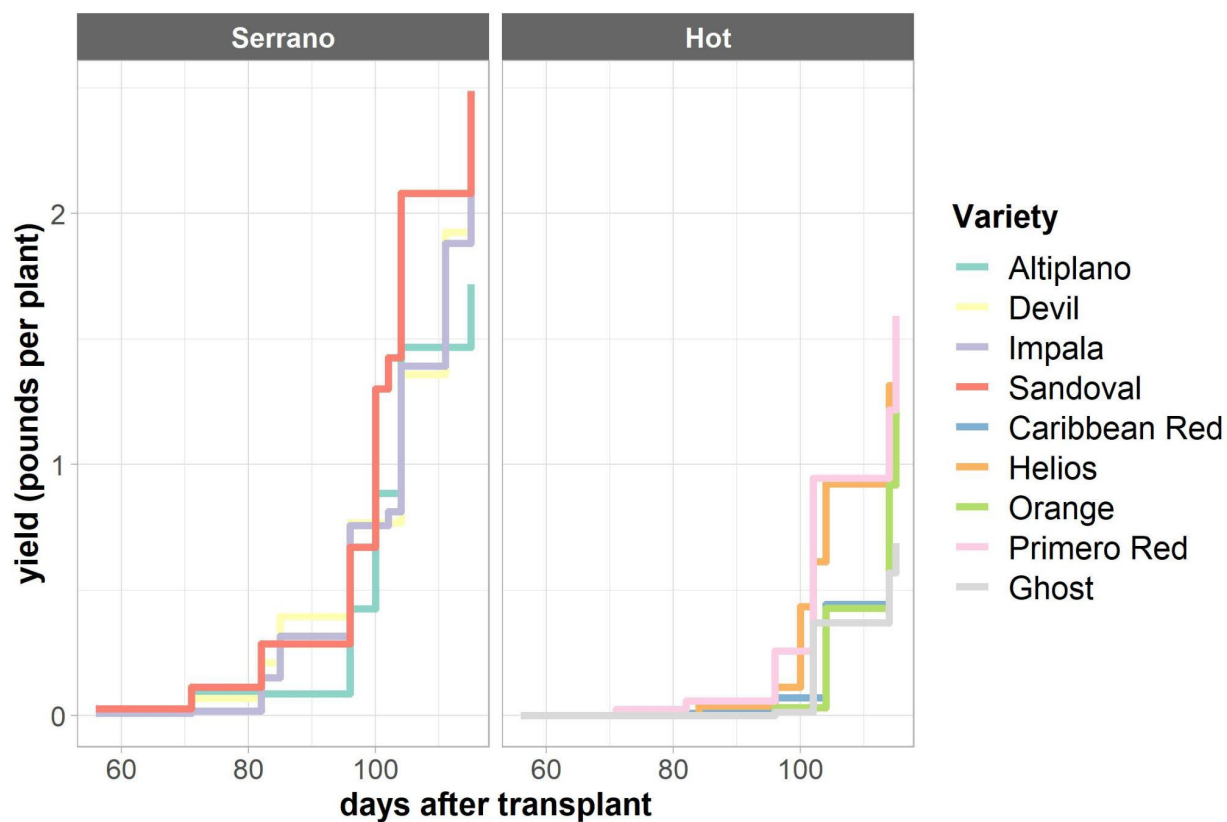 Serrano
Hot
yield (pounds per plant)
2
1
0
60
80
100
60
80
100
days after transplant
Variety
Altiplano
Devil
Impala
Sandoval
Caribbean Red
Helios
Orange
Primero Red
Ghost